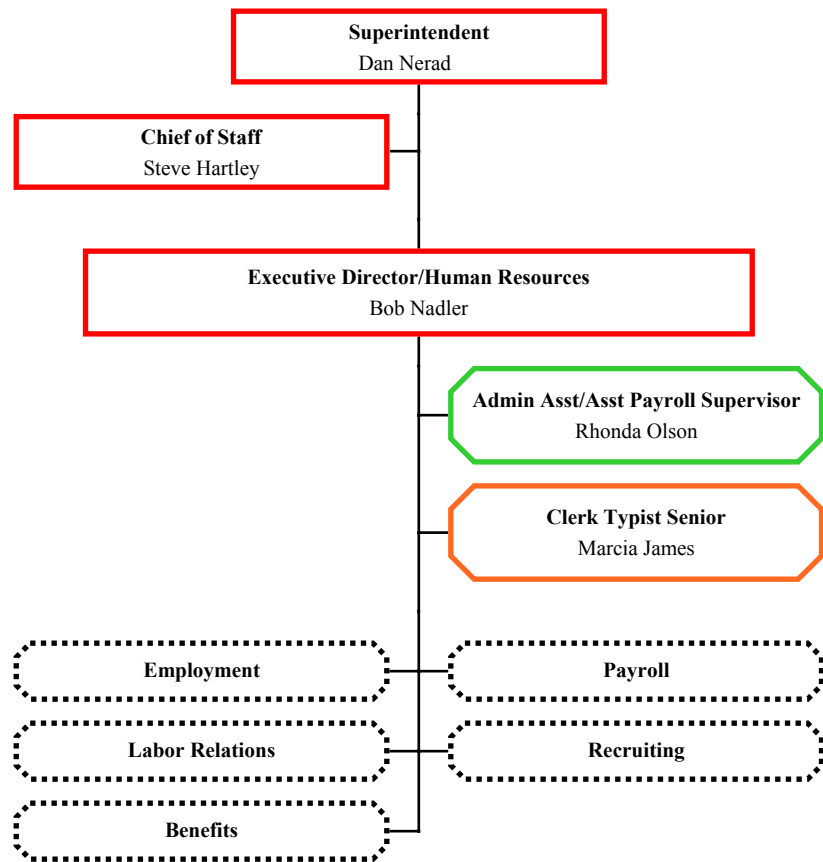 Superintendent
Dan Nerad
Chief of Staff
Steve Hartley
Executive Director/Human Resources
Bob Nadler
Admin Asst/Asst Payroll Supervisor
Rhonda Olson
Clerk Typist Senior
Marcia James
Employment
Payroll
Labor Relations
Recruiting
Benefits